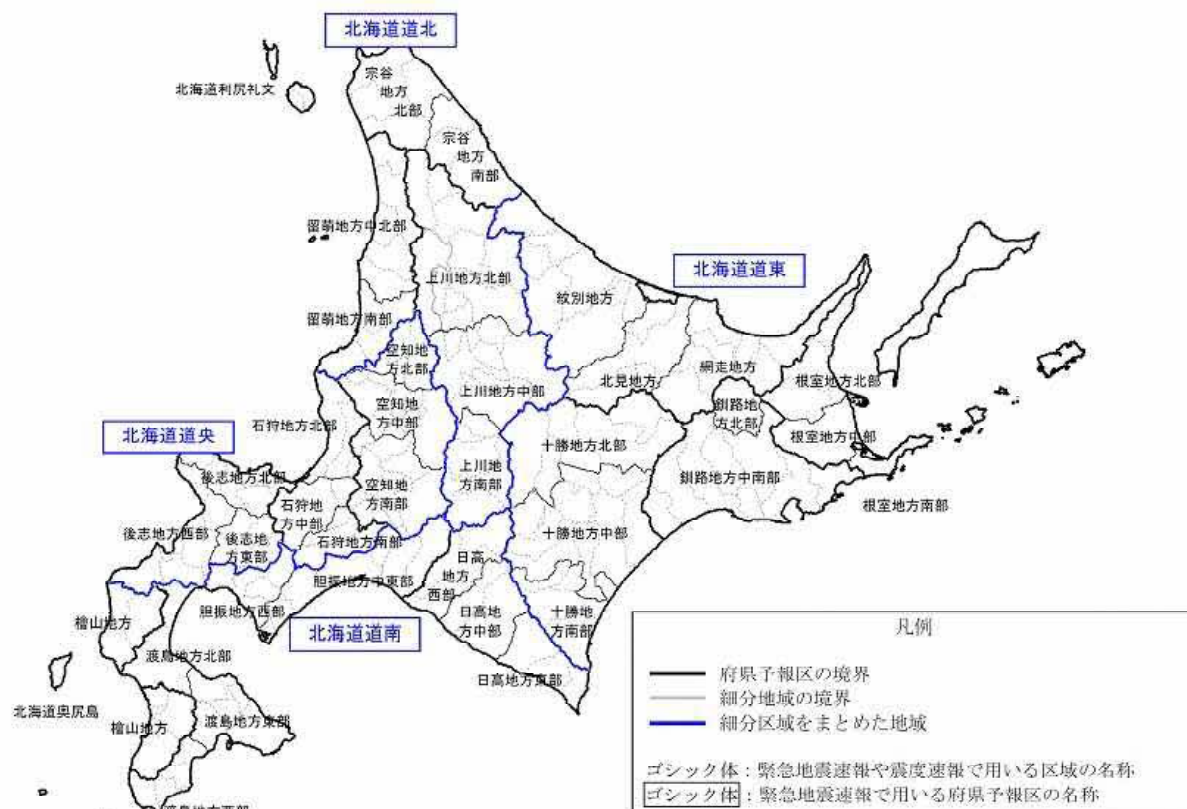 北海道道北
北海道利尻礼文
宗谷
地方
北部
宗谷
地方
南部
留萌地方中北部
上川地方北部
北海道道東
紋別地方
留萌地方南部
空知地
方北部
上川地方中部
北見地方
網走地方
根室地方北部
釧路地
方北部
空知地
方中部
石狩地方北部
北海道道央
十勝地方北部
根室地方中部
後志地方北部
上川地
方南部
空知地
方南部
釧路地方中南部
根室地方南部
石狩地
方中部
後志地方西部
後志地
方東部
石狩地方南部
十勝地方中部
胆振地方中東部
日高
地方
西部
胆振地方西部
日高地
方中部
十勝地
方南部
檜山地方
北海道道南
渡島地方北部
日高地方東部
北海道奥尻島
檜山地方
渡島地方東部
渡島地方西部
凡例
府県予報区の境界
細分地域の境界
細分区域をまとめた地域
ゴシック体：緊急地震速報や震度速報で用いる区域の名称
ゴシック体：緊急地震速報で用いる府県予報区の名称